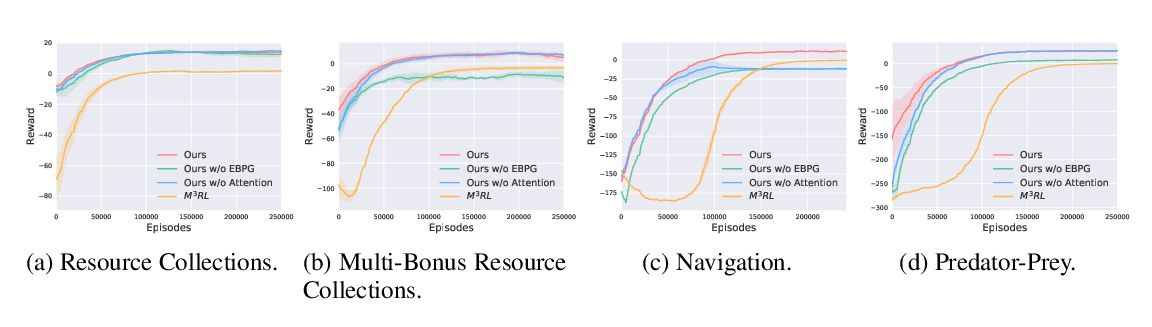 20
0
−20
−40
−60
−80
Reward
Ours
Ours w/o EBPG
Ours w/o Attention
M³RL
0 50000 100000 150000 200000 250000
Episodes
(a) Resource Collections.
0
−20
−40
−60
−80
−100
Reward
Ours
Ours w/o EBPG
Ours w/o Attention
M³RL
0 50000 100000 150000 200000 250000
Episodes
(b) Multi-Bonus Resource
Collections.
0
−25
−50
−75
−100
−125
−150
−175
Reward
Ours
Ours w/o EBPG
Ours w/o Attention
M³RL
0 50000 100000 150000 200000
Episodes
(c) Navigation.
0
−50
−100
−150
−200
−250
−300
Reward
Ours
Ours w/o EBPG
Ours w/o Attention
M³RL
0 50000 100000 150000 200000 250000
Episodes
(d) Predator-Prey.